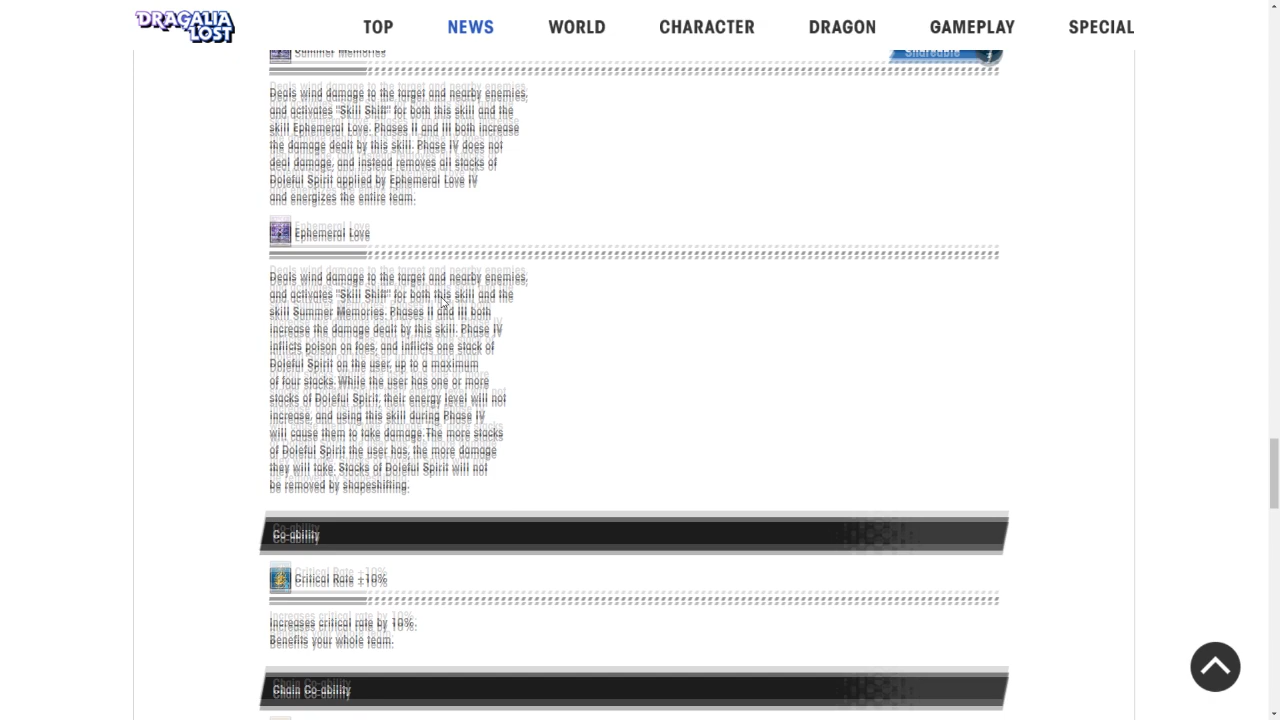 DRAGALIA LOST
TOP NEWS WORLD CHARACTER DRAGON GAMEPLAY SPECIAL
Summer Memories
Shareable
Deals wind damage to the target and nearby enemies,
and activates "Skill Shift" for both this skill and the
skill Ephemeral Love. Phases II and III both increase
the damage dealt by this skill. Phase IV does not
deal damage, and instead removes all stacks of
Doleful Spirit applied by Ephemeral Love IV
and energizes the entire team.
Ephemeral Love
Deals wind damage to the target and nearby enemies,
and activates "Skill Shift" for both this skill and the
skill Summer Memories. Phases II and III both
increase the damage dealt by this skill. Phase IV
inflicts poison on foes, and inflicts one stack of
Doleful Spirit on the user, up to a maximum
of four stacks. While the user has one or more
stacks of Doleful Spirit, their energy level will not
increase, and using this skill during Phase IV
will cause them to take damage. The more stacks
of Doleful Spirit the user has, the more damage
they will take. Stacks of Doleful Spirit will not
be removed by shapeshifting.
Co-ability
Critical Rate +10%
Increases critical rate by 10%.
Benefits your whole team.
Chain Co-ability